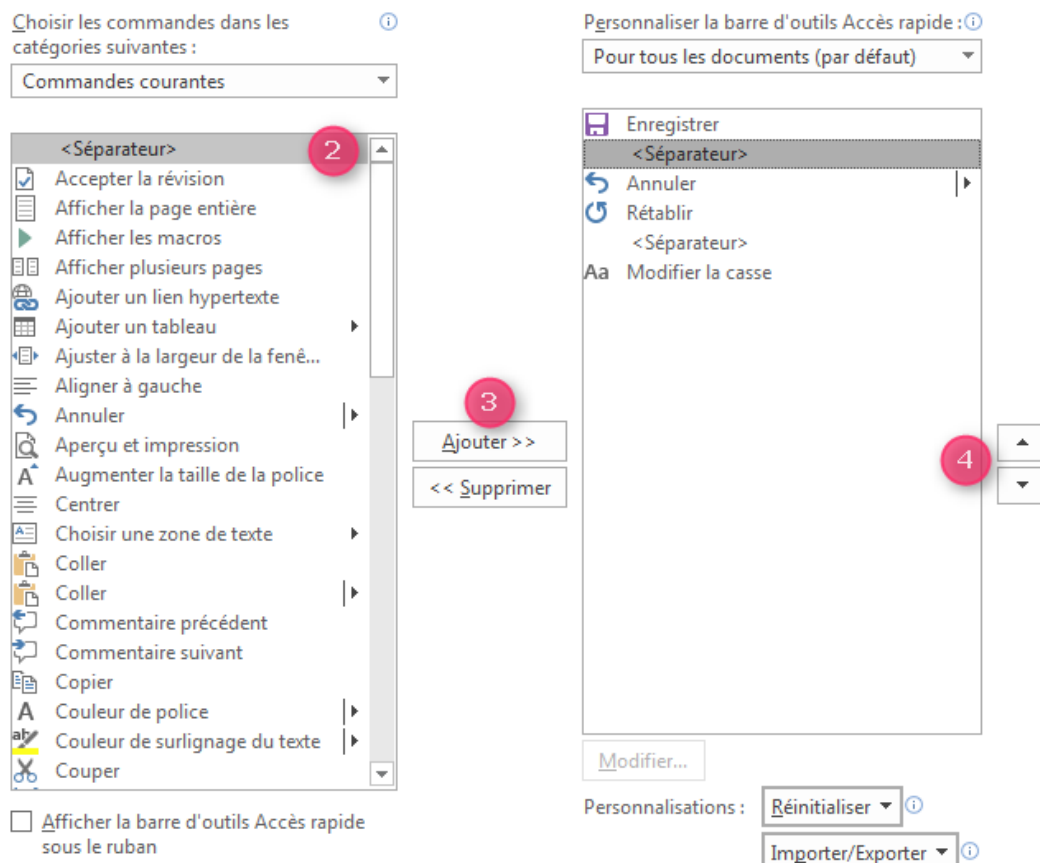 Choisir les commandes dans les
catégories suivantes :
Commandes courantes
<Séparateur>
2
Accepter la révision
Afficher la page entière
Afficher les macros
Afficher plusieurs pages
Ajouter un lien hypertexte
Ajouter un tableau
Ajuster à la largeur de la fenê...
Aligner à gauche
Annuler
Aperçu et impression
Augmenter la taille de la police
Centrer
Choisir une zone de texte
Coller
Coller
Commentaire précédent
Commentaire suivant
Copier
Couleur de police
Couleur de surlignage du texte
Couper
Afficher la barre d'outils Accès rapide
sous le ruban
3
Ajouter >>
<< Supprimer
Personnaliser la barre d'outils Accès rapide :
Pour tous les documents (par défaut)
Enregistrer
<Séparateur>
Annuler
Rétablir
<Séparateur>
Aa Modifier la casse
4
Modifier...
Personnalisations :
Réinitialiser
Importer/Exporter